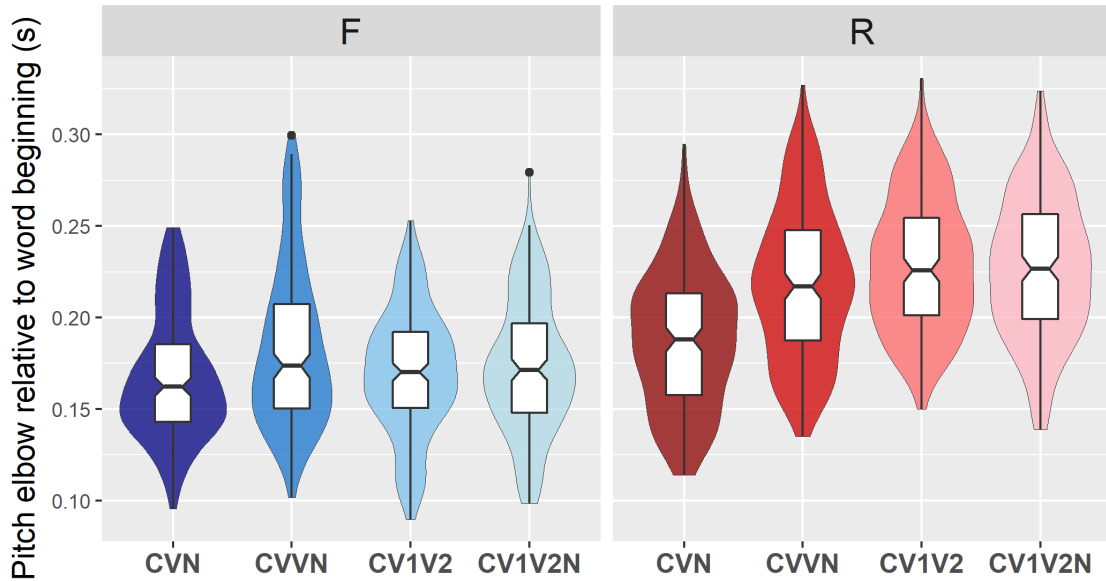 Pitch elbow relative to word beginning (s)
F
R
0.30
0.25
0.20
0.15
0.10
CVN CVVN CV1V2 CV1V2N
CVN CVVN CV1V2 CV1V2N